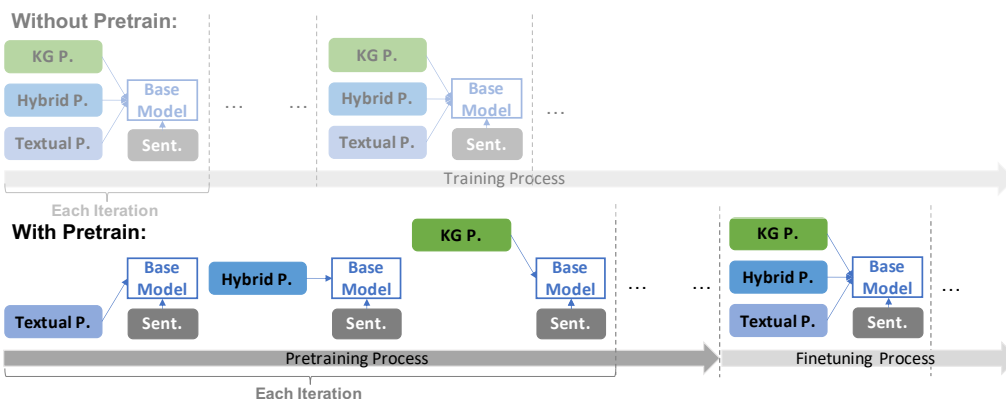 Without Pretrain:
KG P.
KG P.
Hybrid P.
Base
Model
...
...
Hybrid P.
Base
Model
...
Textual P.
Sent.
Textual P.
Sent.
Training Process
Each Iteration
With Pretrain:
KG P.
KG P.
Textual P.
Base
Model
Sent.
Hybrid P.
Base
Model
Sent.
Base
Model
Sent.
...
...
Hybrid P.
Base
Model
...
Textual P.
Sent.
Pretraining Process
Finetuning Process
Each Iteration